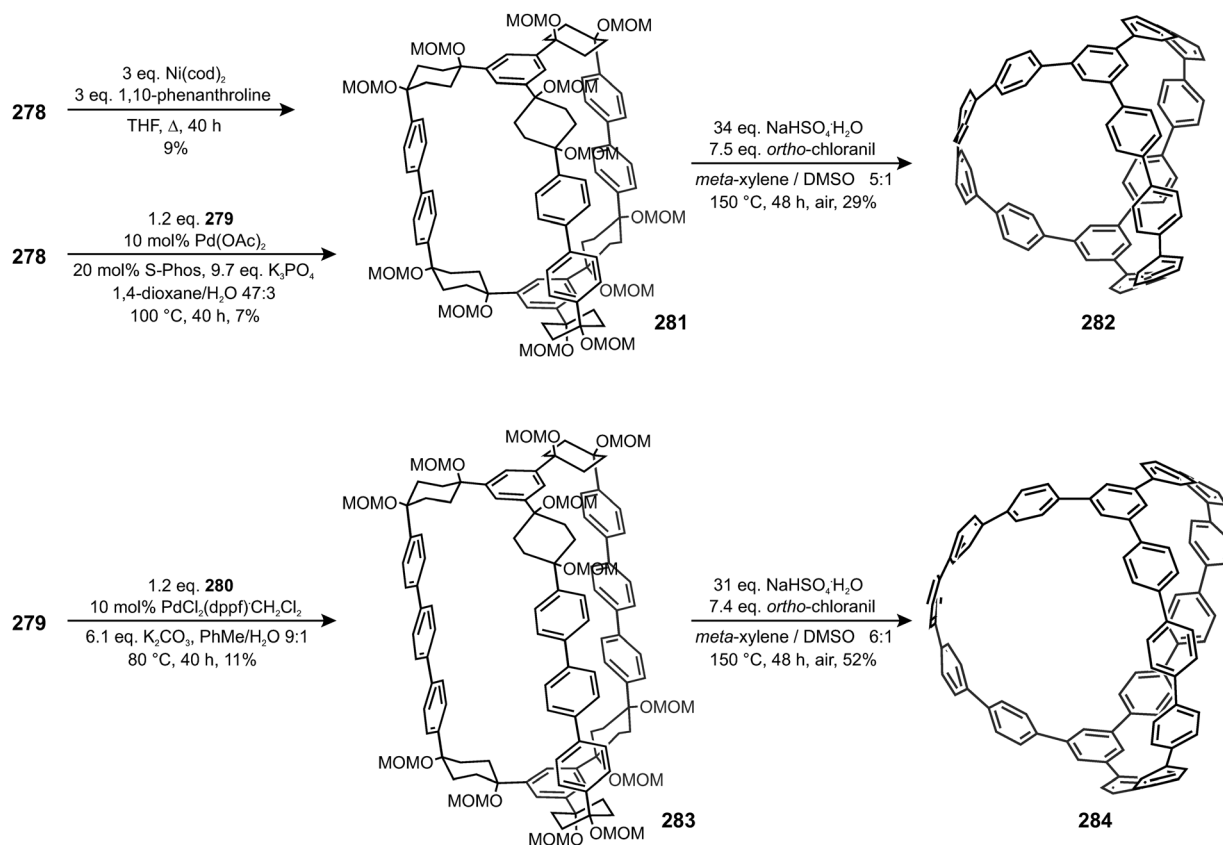 278
3 eq. Ni(cod)₂
3 eq. 1,10-phenanthroline
THF, Δ, 40 h
9%
278
1.2 eq. 279
10 mol% Pd(OAc)₂
20 mol% S-Phos, 9.7 eq. K₃PO₄
1,4-dioxane/H₂O 47:3
100 °C, 40 h, 7%
MOMO
OMOM
MOMO
MOMO
OMOM
OMOM
OMOM
MOMO
OMOM
MOMO
OMOM
MOMO
281
34 eq. NaHSO₄·H₂O
7.5 eq. ortho-chloranil
meta-xylene / DMSO 5:1
150 °C, 48 h, air, 29%
282
279
1.2 eq. 280
10 mol% PdCl₂(dppf)·CH₂Cl₂
6.1 eq. K₂CO₃, PhMe/H₂O 9:1
80 °C, 40 h, 11%
MOMO
OMOM
MOMO
MOMO
OMOM
OMOM
OMOM
MOMO
OMOM
MOMO
MOMO
OMOM
283
31 eq. NaHSO₄·H₂O
7.4 eq. ortho-chloranil
meta-xylene / DMSO 6:1
150 °C, 48 h, air, 52%
284